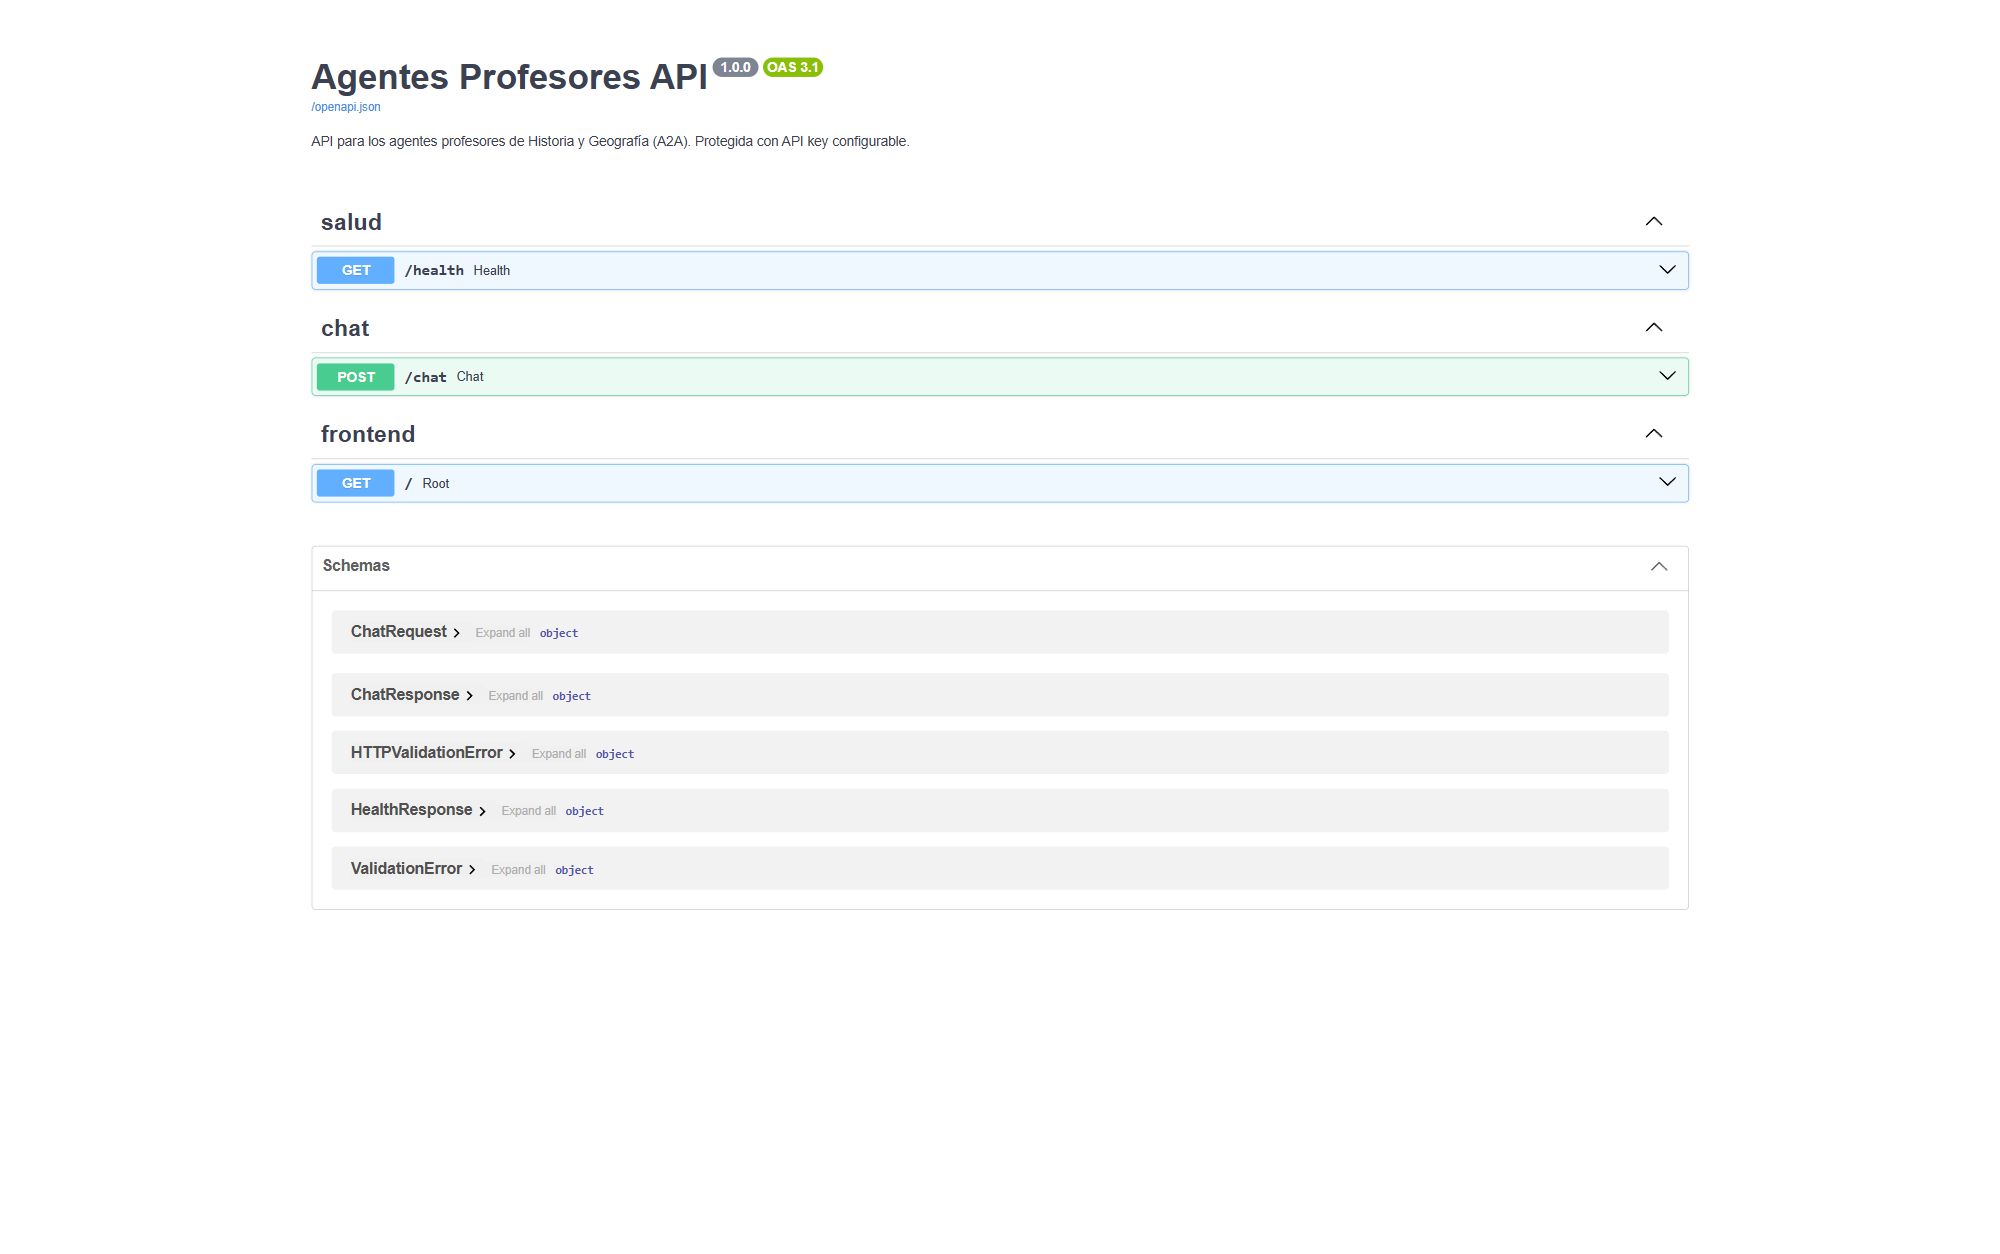 Agentes Profesores API 1.0.0 OAS 3.1
/openapi.json
API para los agentes profesores de Historia y Geografía (A2A). Protegida con API key configurable.
salud
GET /health Health
chat
POST /chat Chat
frontend
GET / Root
Schemas
ChatRequest Expand all object
ChatResponse Expand all object
HTTPValidationError Expand all object
HealthResponse Expand all object
ValidationError Expand all object